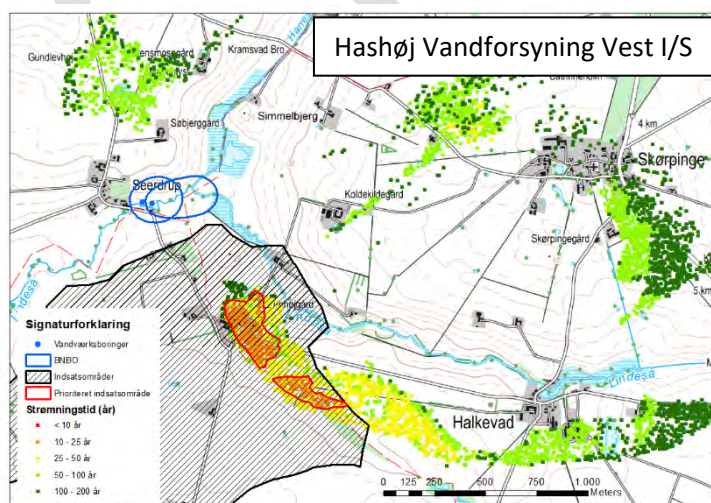 Hashøj Vandforsyning Vest I/S
Gundlevhøj
Kramsvad Bro
Simmelbjerg
Søbjerggård
4 km
Skørpinge
Seerdrup
Koldekildegård
Skørpingegård
5 km
Lindeså
Lindeså
Halkevad
Signaturforklaring
Vandværksboringer
BNBO
Indsatsområder
Prioriteret indsatsområde
Strømningstid (år)
< 10 år
10 - 25 år
25 - 50 år
50 - 100 år
100 - 200 år
0 125 250 500 750 1.000
Meters